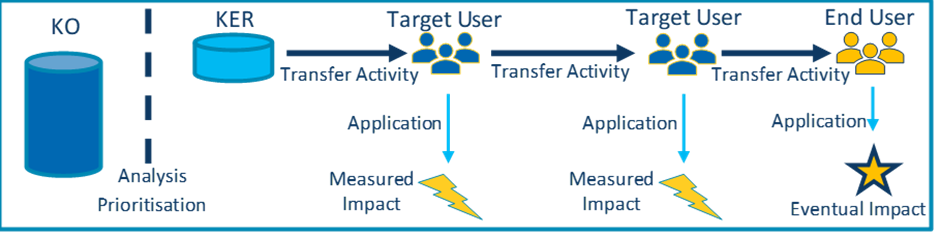 KO
KER
Target User
Target User
End User
Transfer Activity
Transfer Activity
Transfer Activity
Application
Application
Application
Analysis
Prioritisation
Measured
Impact
Measured
Impact
Eventual Impact